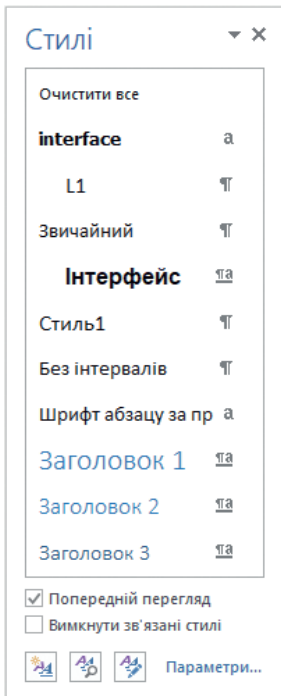 Стилі
Очистити все
interface a
L1 ¶
Звичайний ¶
Інтерфейс ¶a
Стиль1 ¶
Без інтервалів ¶
Шрифт абзацу за пр a
Заголовок 1 ¶a
Заголовок 2 ¶a
Заголовок 3 ¶a
Попередній перегляд
Вимкнути зв'язані стилі
Параметри...